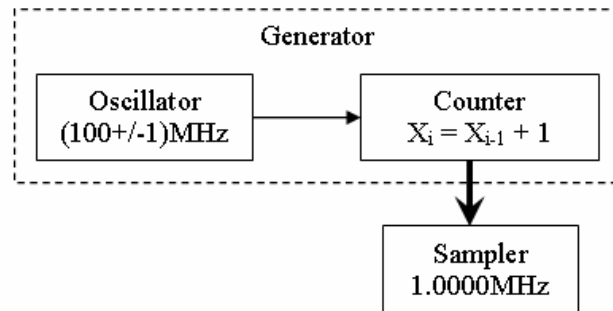 Generator
Oscillator
(100+/-1)MHz
Counter
Xi = Xi-1 + 1
Sampler
1.0000MHz